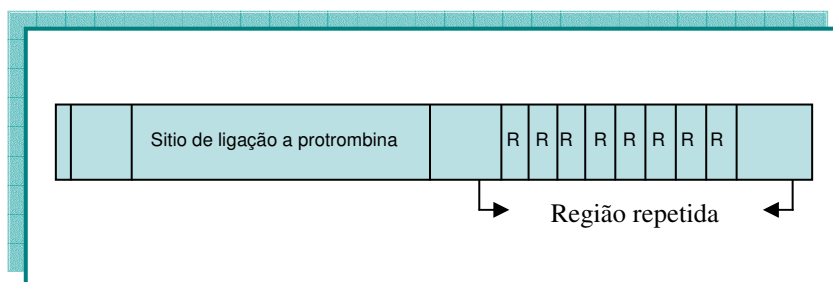 Sitio de ligação a protrombina R R R R R R R R
Região repetida